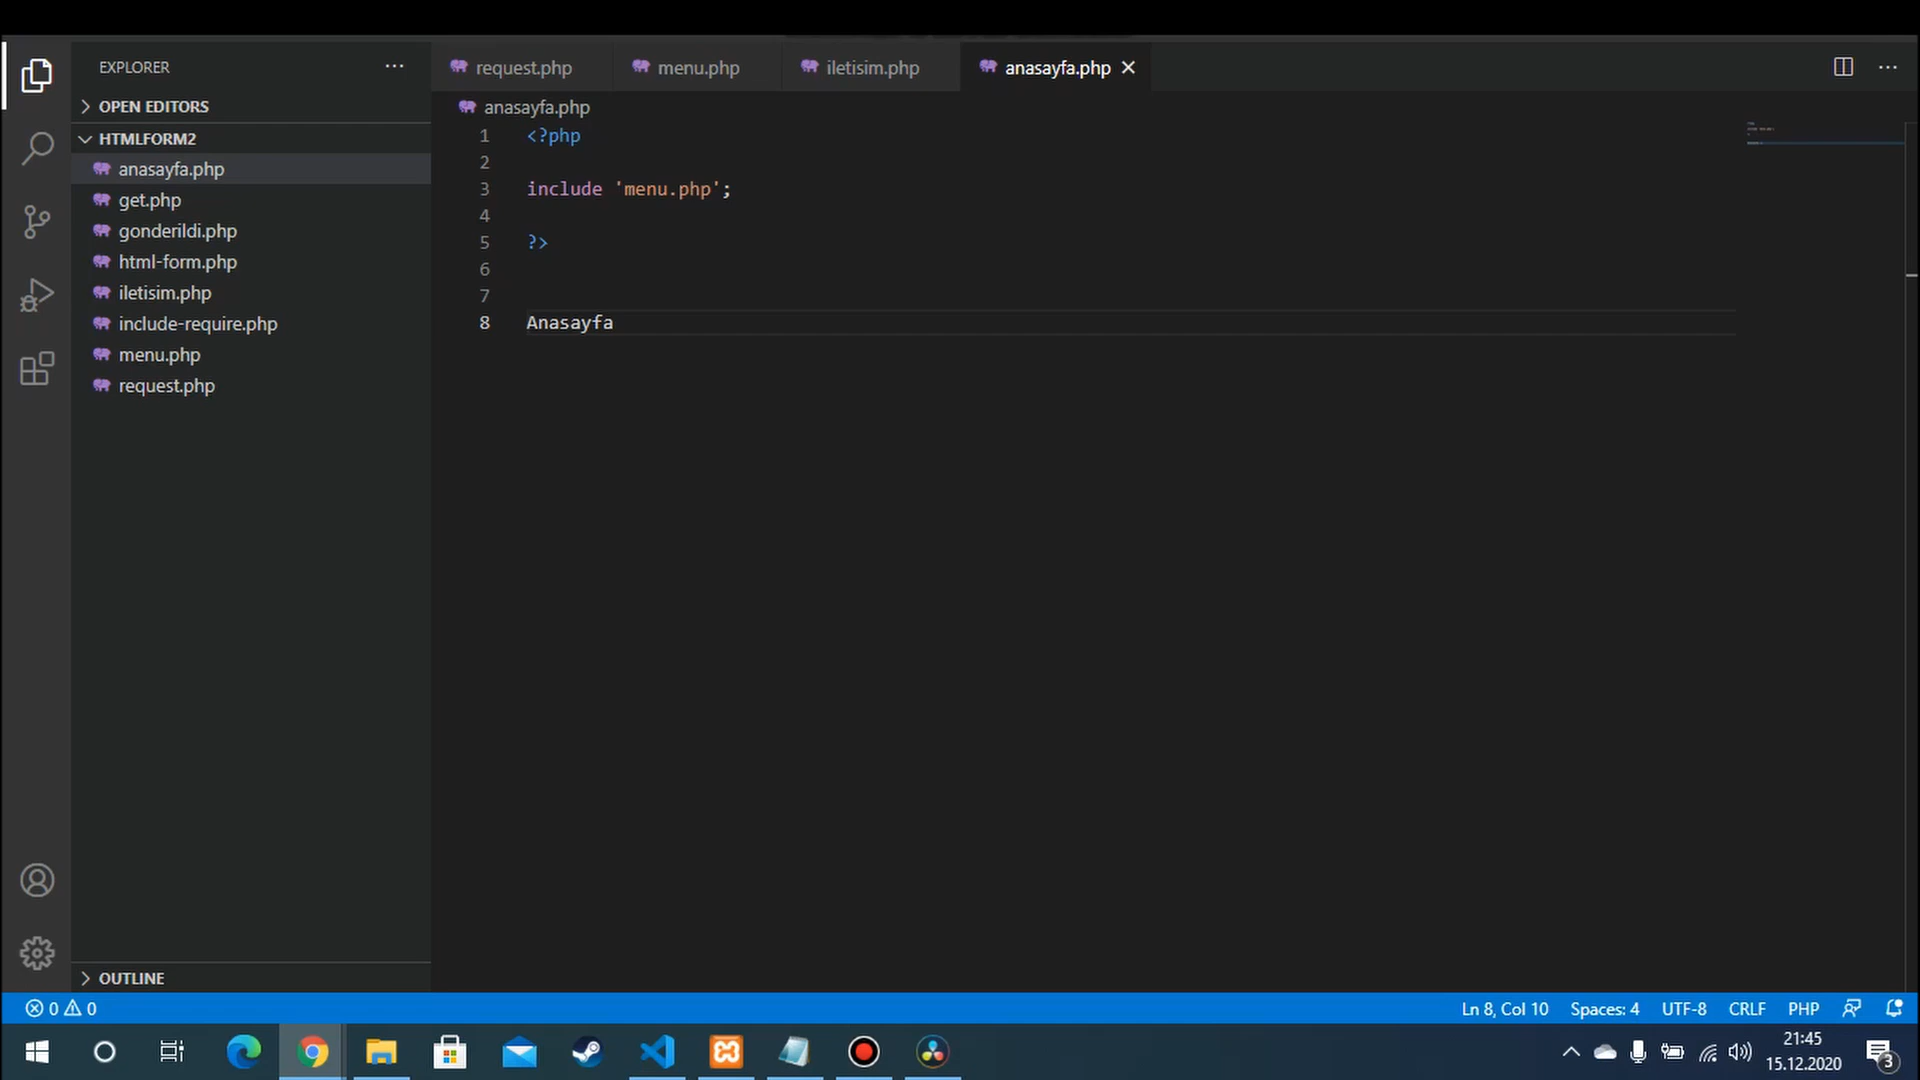 EXPLORER
OPEN EDITORS
HTMLFORM2
anasayfa.php
get.php
gonderildi.php
html-form.php
iletisim.php
include-require.php
menu.php
request.php
OUTLINE
request.php menu.php iletisim.php anasayfa.php
anasayfa.php
1 <?php
2
3 include 'menu.php';
4
5 ?>
6
7
8 Anasayfa
0 0 Ln 8, Col 10 Spaces: 4 UTF-8 CRLF PHP
21:45
15.12.2020
3